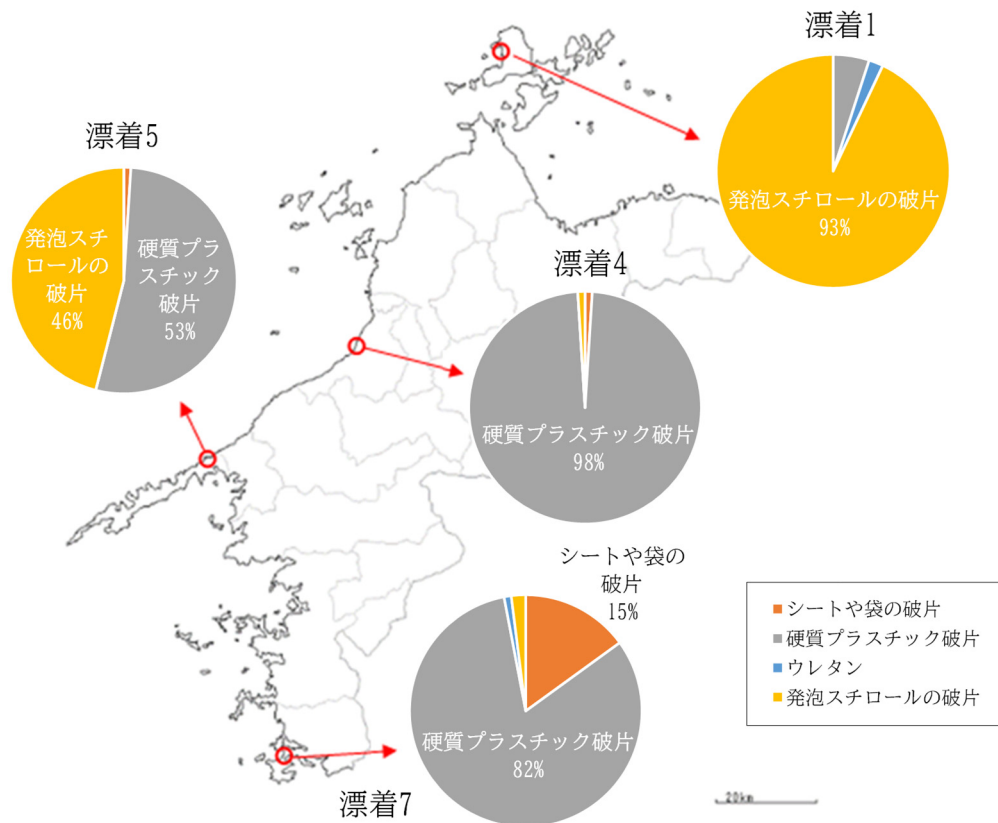 漂着1
発泡スチロールの破片
93%
漂着5
発泡スチ
ロールの
破片
46%
硬質プラ
スチック
破片
53%
漂着4
硬質プラスチック破片
98%
シートや袋の
破片
15%
硬質プラスチック破片
82%
漂着7
シートや袋の破片
硬質プラスチック破片
ウレタン
発泡スチロールの破片
20km